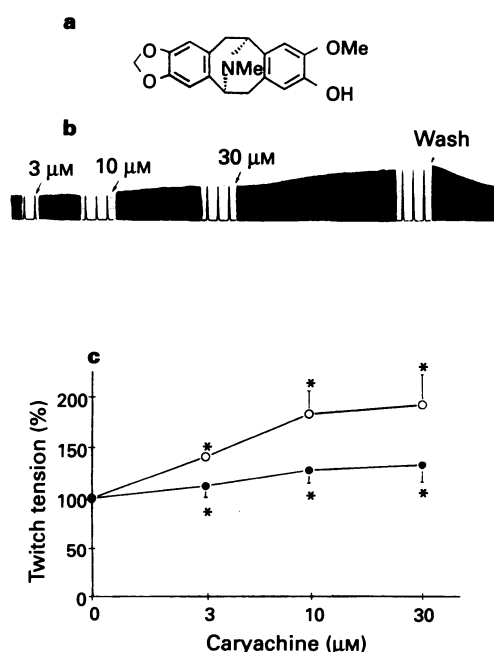 a
O
O
NMe
OMe
OH
b
3 μM
10 μM
30 μM
Wash
c
Twitch tension (%)
200
150
100
50
0
*
*
*
*
*
*
0
3
10
30
Caryachine (μM)